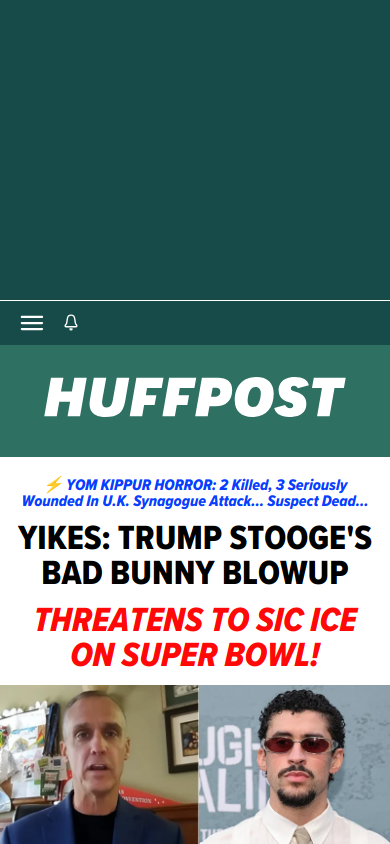 HUFFPOST
⚡ YOM KIPPUR HORROR: 2 Killed, 3 Seriously
Wounded In U.K. Synagogue Attack... Suspect Dead...
YIKES: TRUMP STOOGE'S
BAD BUNNY BLOWUP
THREATENS TO SIC ICE
ON SUPER BOWL!